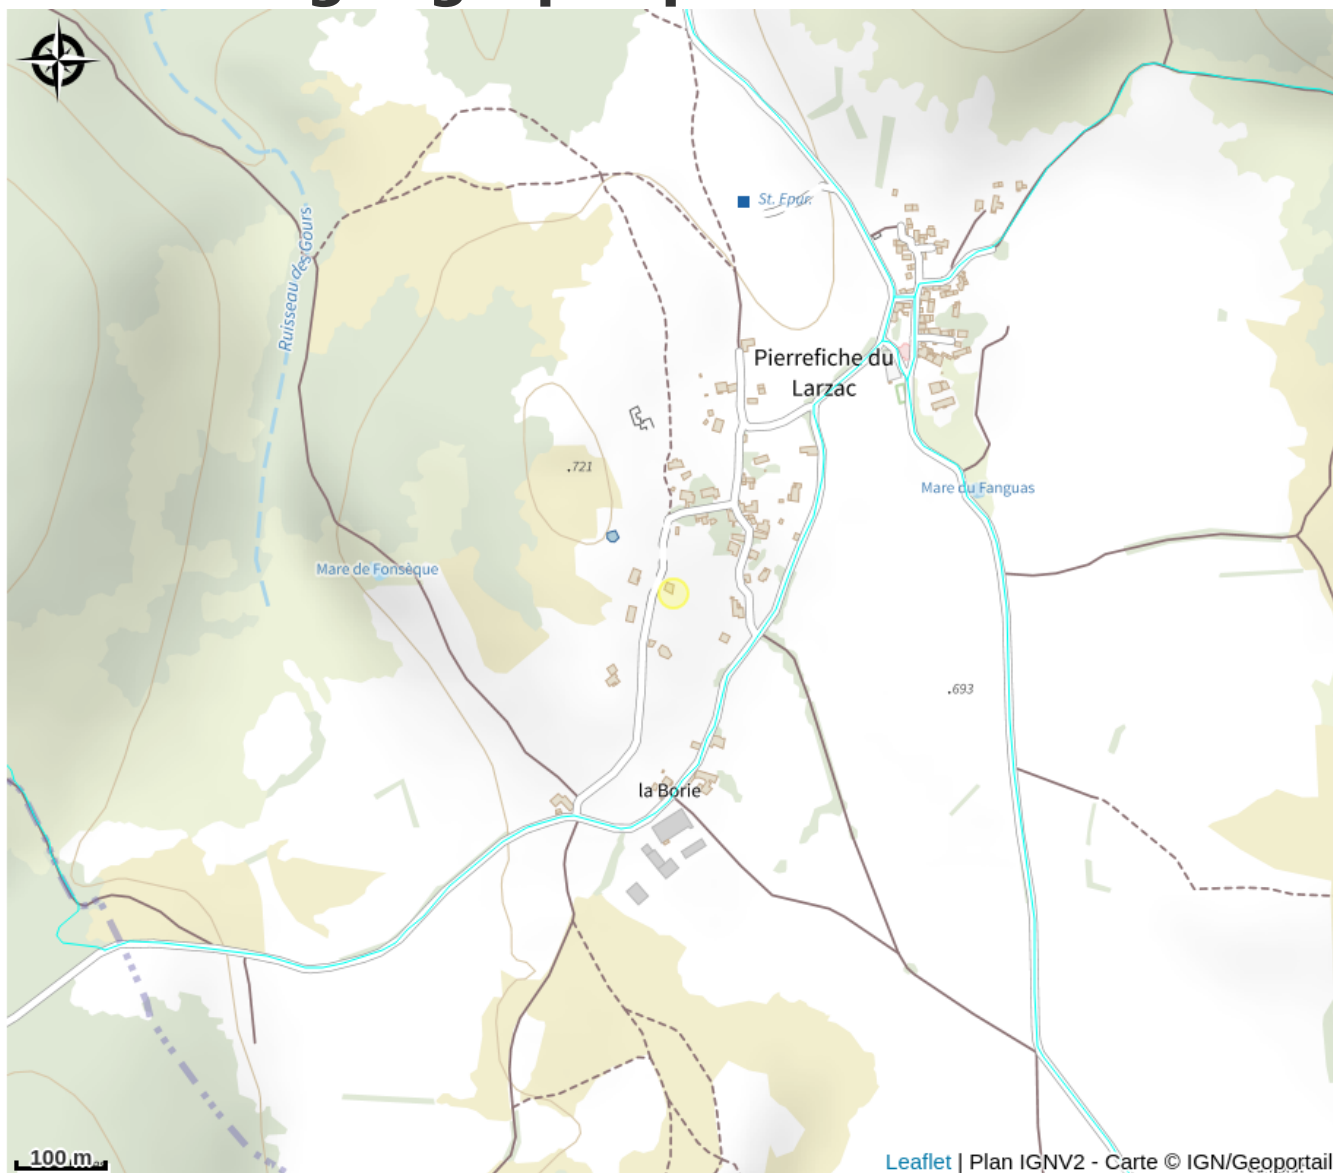 St. Epur.
Ruisseau des Gours
Pierrefiche du
Larzac
.721
Mare du Fanguas
Mare de Fonsèque
.693
la Borie
100 m
Leaflet | Plan IGNV2 - Carte © IGN/Geoportail